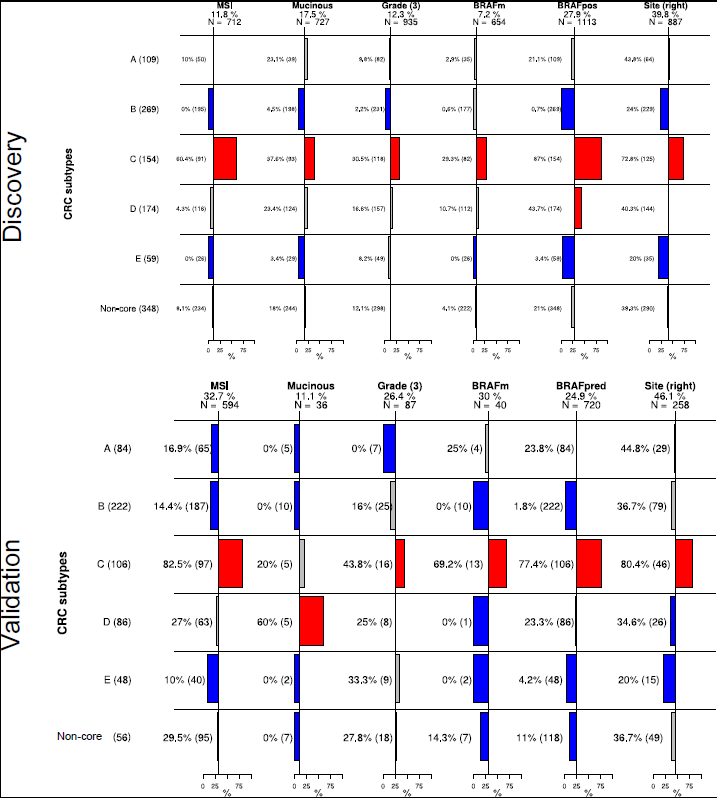 MSI Mucinous Grade (3) BRAFm BRAFpos Site (right)
11.8 % 17.5 % 12.3 % 7.2 % 27.9 % 39.8 %
N = 712 N = 727 N = 935 N = 654 N = 1113 N = 887
Discovery
CRC subtypes
A (109) 10% (50) 23.1% (39) 9.8% (82) 2.9% (35) 21.1% (109) 43.8% (64)
B (269) 0% (195) 4.5% (198) 2.2% (231) 0.6% (177) 0.7% (269) 24% (229)
C (154) 60.4% (91) 37.6% (93) 30.5% (118) 29.3% (82) 87% (154) 72.8% (125)
D (174) 4.3% (116) 23.4% (124) 16.6% (157) 10.7% (112) 43.7% (174) 40.3% (144)
E (59) 0% (26) 3.4% (29) 8.2% (49) 0% (26) 3.4% (59) 20% (35)
Non-core (348) 8.1% (234) 18% (244) 12.1% (298) 4.1% (222) 21% (348) 39.3% (290)
0 25 75 0 25 75 0 25 75 0 25 75 0 25 75 0 25 75
% % % % % %
MSI Mucinous Grade (3) BRAFm BRAFpred Site (right)
32.7 % 11.1 % 26.4 % 30 % 24.9 % 46.1 %
N = 594 N = 36 N = 87 N = 40 N = 720 N = 258
Validation
CRC subtypes
A (84) 16.9% (65) 0% (5) 0% (7) 25% (4) 23.8% (84) 44.8% (29)
B (222) 14.4% (187) 0% (10) 16% (25) 0% (10) 1.8% (222) 36.7% (79)
C (106) 82.5% (97) 20% (5) 43.8% (16) 69.2% (13) 77.4% (106) 80.4% (46)
D (86) 27% (63) 60% (5) 25% (8) 0% (1) 23.3% (86) 34.6% (26)
E (48) 10% (40) 0% (2) 33.3% (9) 0% (2) 4.2% (48) 20% (15)
Non-core (56) 29.5% (95) 0% (7) 27.8% (18) 14.3% (7) 11% (118) 36.7% (49)
0 25 75 0 25 75 0 25 75 0 25 75 0 25 75 0 25 75
% % % % % %